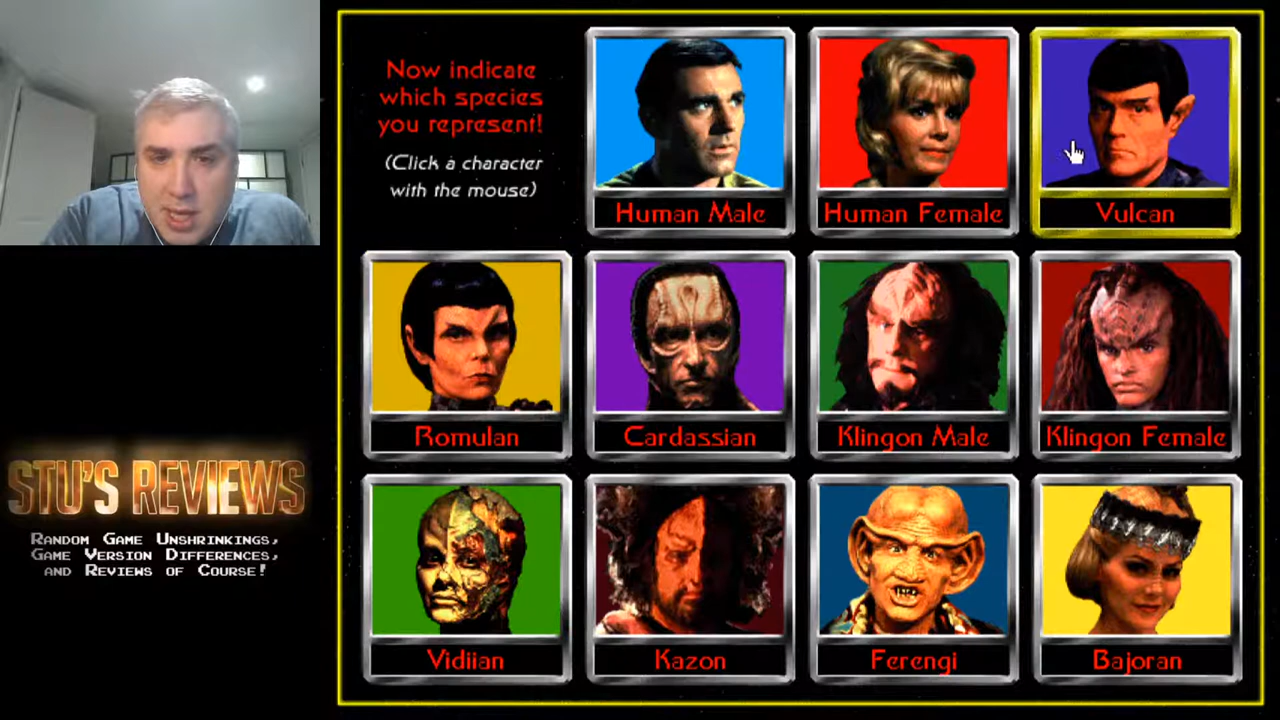 Now indicate
which species
you represent!
(Click a character
with the mouse)
Human Male
Human Female
Vulcan
Romulan
Cardassian
Klingon Male
Klingon Female
Vidiian
Kazon
Ferengi
Bajoran
STU'S REVIEWS
Random Game Unshrinkings,
Game Version Differences,
and Reviews of Course!